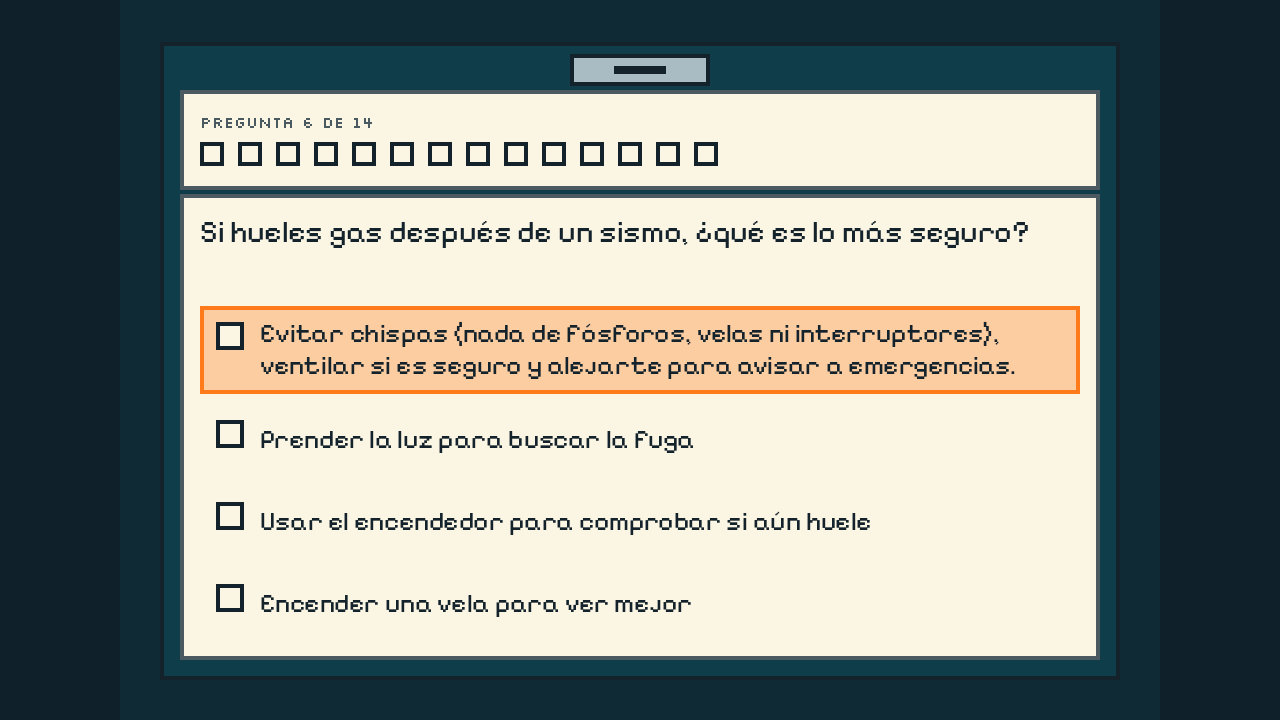 PREGUNTA 6 DE 14
Si hueles gas después de un sismo, ¿qué es lo más seguro?
Evitar chispas (nada de fósforos, velas ni interruptores),
ventilar si es seguro y alejarte para avisar a emergencias.
Prender la luz para buscar la fuga
Usar el encendedor para comprobar si aún huele
Encender una vela para ver mejor